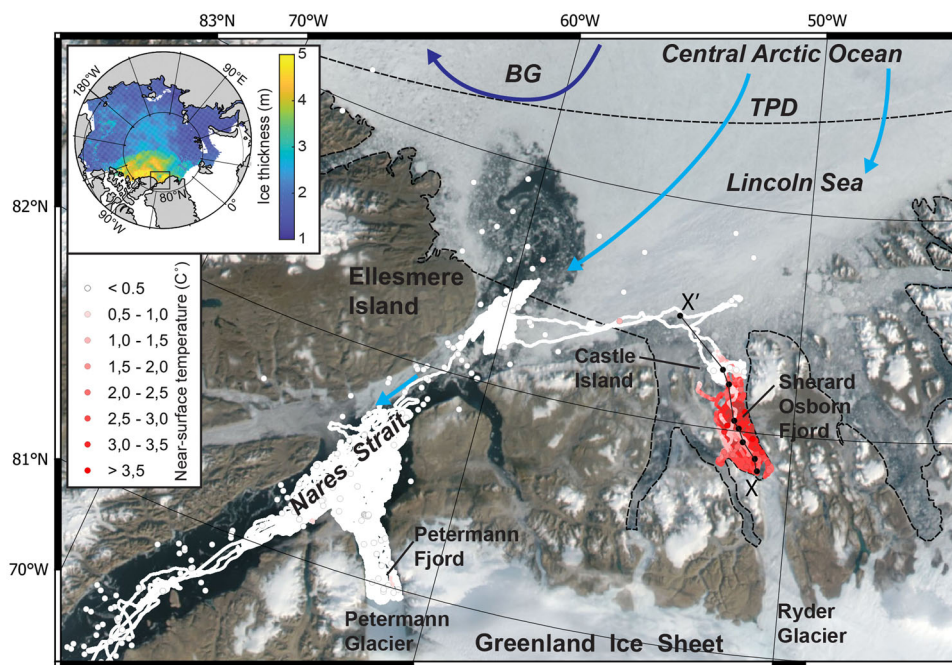 83°N
70°W
60°W
50°W
180°W
90°E
80°N
90°W
0°
Ice thickness (m)
5
4
3
2
1
BG
Central Arctic Ocean
TPD
Lincoln Sea
82°N
81°N
70°W
Near-surface temperature (C°)
< 0.5
0,5 - 1,0
1.0 - 1,5
1.5 - 2,0
2.0 - 2,5
2,5 - 3,0
3,0 - 3,5
> 3,5
Ellesmere
Island
X'
Castle
Island
Sherard
Osborn
Fjord
X
Nares Strait
Petermann
Fjord
Petermann
Glacier
Greenland Ice Sheet
Ryder
Glacier